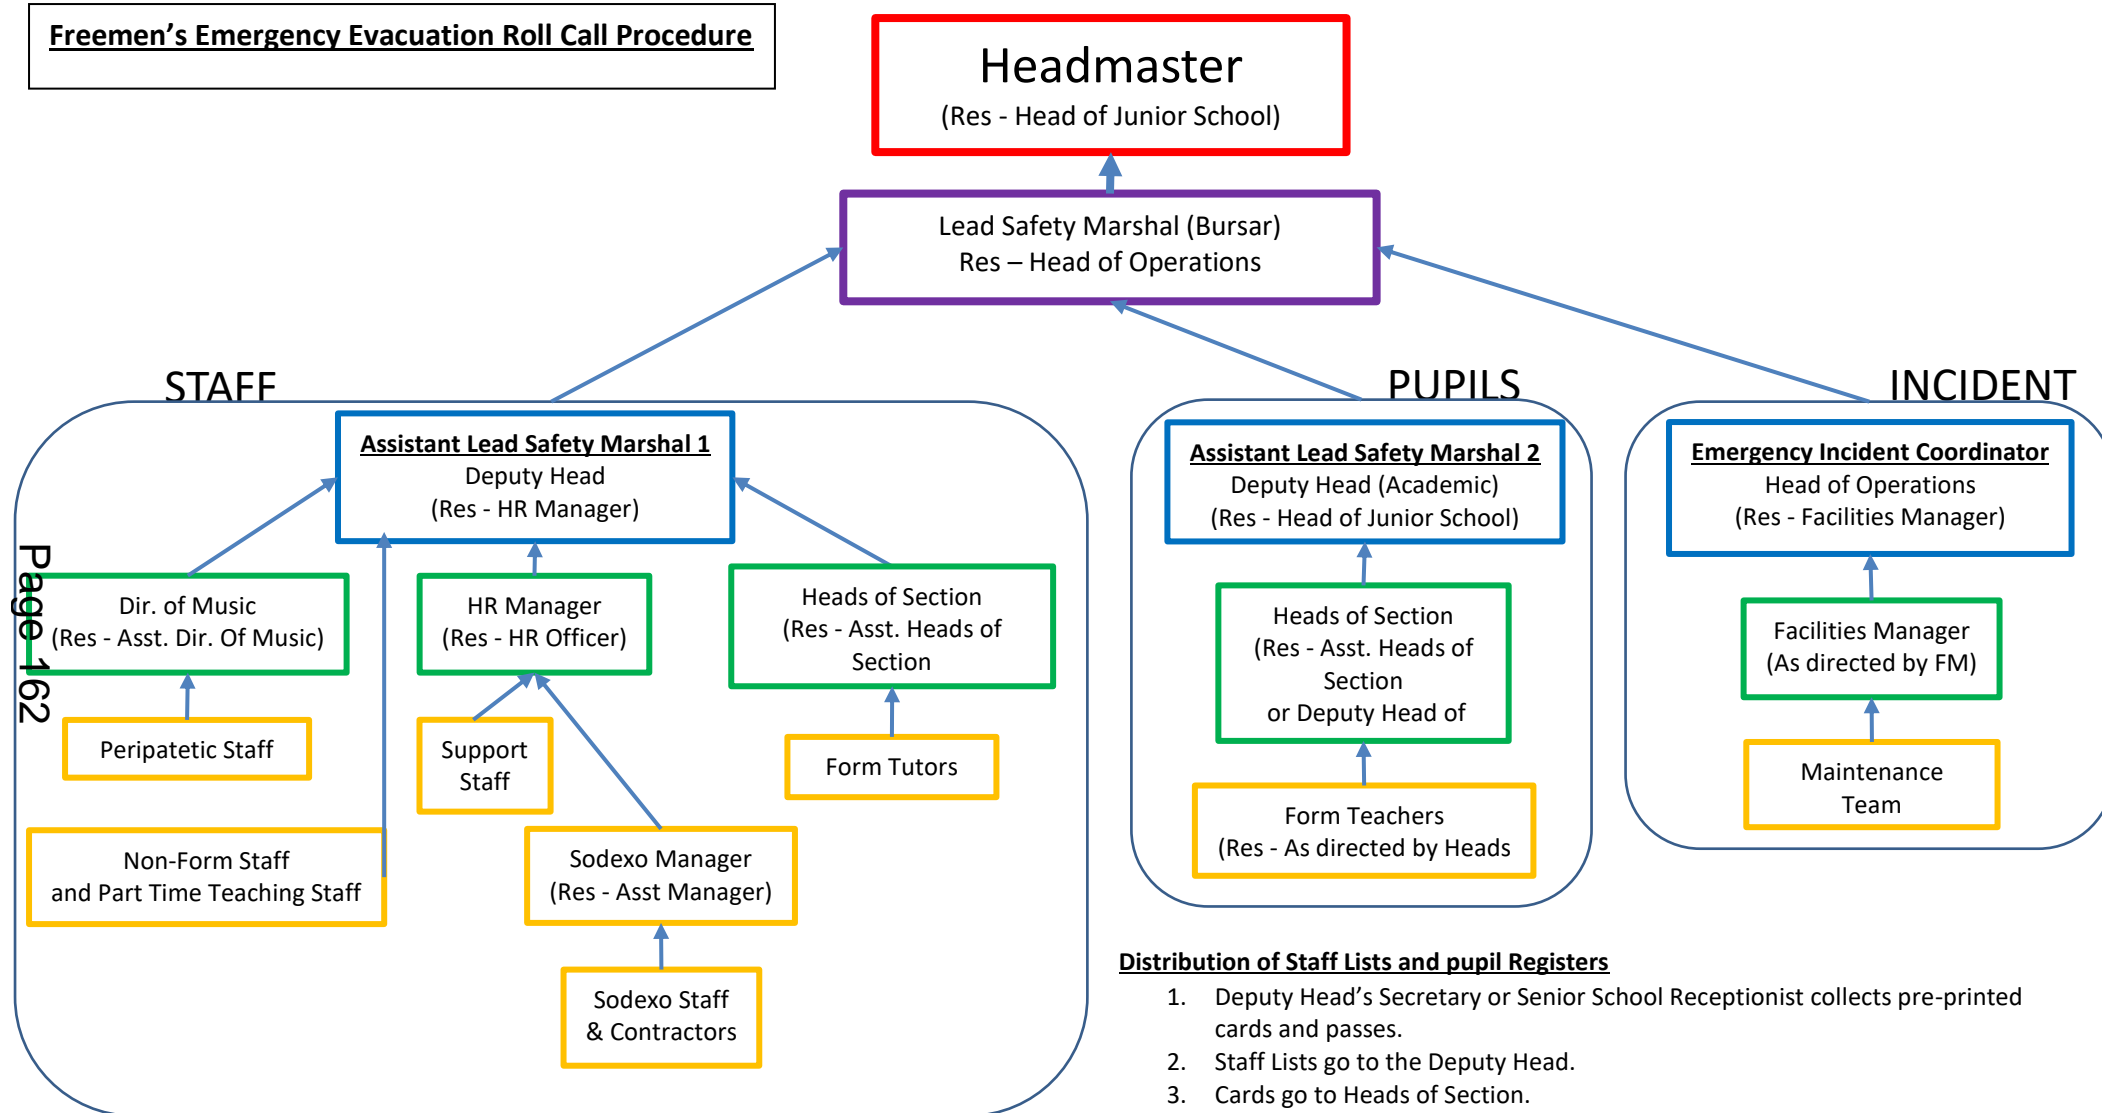 Freemen’s Emergency Evacuation Roll Call Procedure
Headmaster
(Res - Head of Junior School)
Lead Safety Marshal (Bursar)
Res – Head of Operations
STAFF
Assistant Lead Safety Marshal 1
Deputy Head
(Res - HR Manager)
Dir. of Music
(Res - Asst. Dir. Of Music)
HR Manager
(Res - HR Officer)
Heads of Section
(Res - Asst. Heads of
Section
Peripatetic Staff
Support
Staff
Form Tutors
Non-Form Staff
and Part Time Teaching Staff
Sodexo Manager
(Res - Asst Manager)
Sodexo Staff
& Contractors
PUPILS
Assistant Lead Safety Marshal 2
Deputy Head (Academic)
(Res - Head of Junior School)
Heads of Section
(Res - Asst. Heads of
Section
or Deputy Head of
Form Teachers
(Res - As directed by Heads
INCIDENT
Emergency Incident Coordinator
Head of Operations
(Res - Facilities Manager)
Facilities Manager
(As directed by FM)
Maintenance
Team
Distribution of Staff Lists and pupil Registers
1. Deputy Head’s Secretary or Senior School Receptionist collects pre-printed
cards and passes.
2. Staff Lists go to the Deputy Head.
3. Cards go to Heads of Section.
Page 162